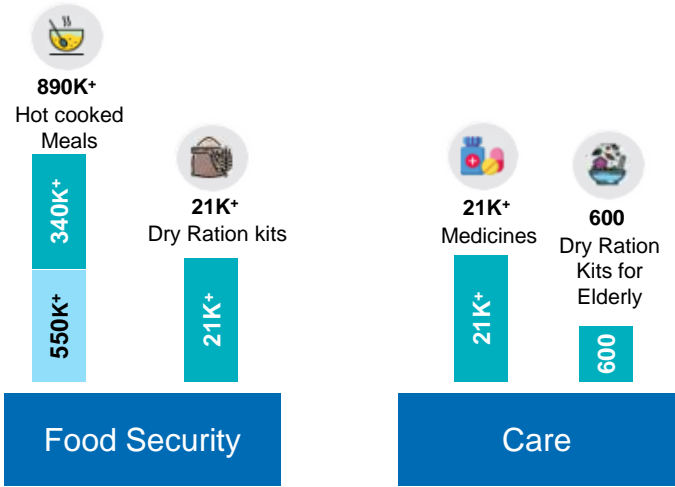 890K+
Hot cooked
Meals
340K+
550K+
21K+
Dry Ration kits
21K+
Food Security
21K+
Medicines
21K+
600
Dry Ration
Kits for
Elderly
600
Care